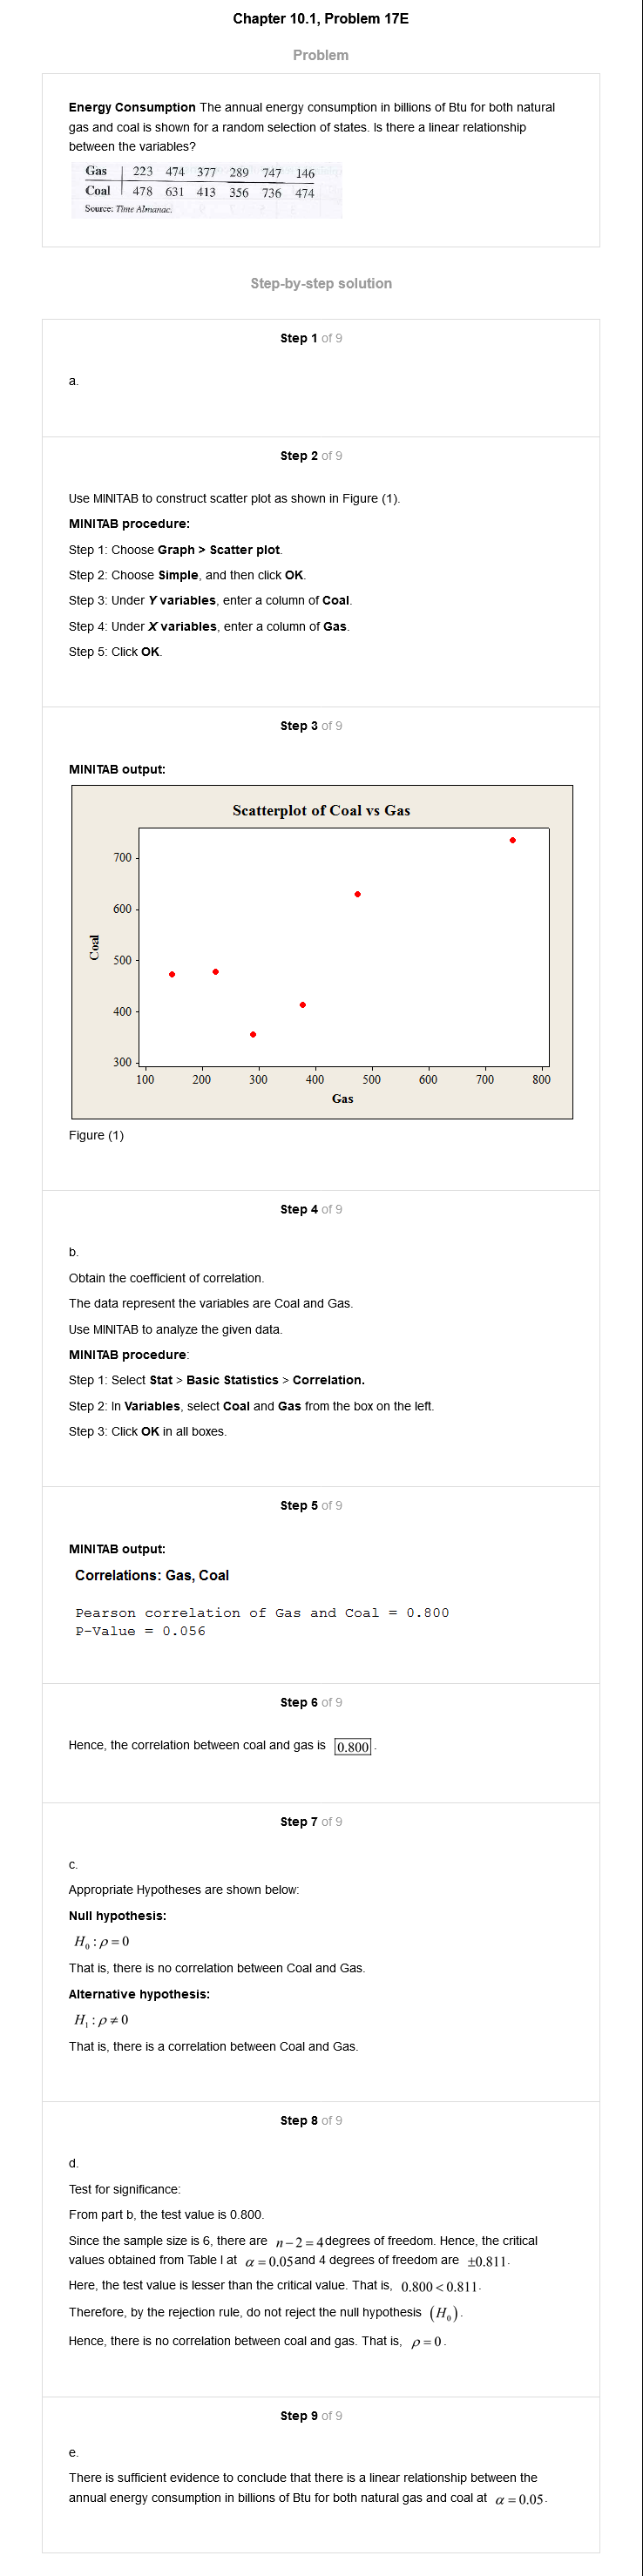 Chapter 10.1, Problem 17E
Problem
Energy Consumption The annual energy consumption in billions of Btu for both natural
gas and coal is shown for a random selection of states. Is there a linear relationship
between the variables?
Gas 223 474 377 289 747 146
Coal 478 631 413 356 736 474
Source: Time Almanac.
Step-by-step solution
Step 1 of 9
a.
Step 2 of 9
Use MINITAB to construct scatter plot as shown in Figure (1).
MINITAB procedure:
Step 1: Choose Graph > Scatter plot.
Step 2: Choose Simple, and then click OK.
Step 3: Under Y variables, enter a column of Coal.
Step 4: Under X variables, enter a column of Gas.
Step 5: Click OK.
Step 3 of 9
MINITAB output:
Scatterplot of Coal vs Gas
700
600
500
400
300
Coal
100 200 300 400 500 600 700 800
Gas
Figure (1)
Step 4 of 9
b.
Obtain the coefficient of correlation.
The data represent the variables are Coal and Gas.
Use MINITAB to analyze the given data.
MINITAB procedure:
Step 1: Select Stat > Basic Statistics > Correlation.
Step 2: In Variables, select Coal and Gas from the box on the left.
Step 3: Click OK in all boxes.
Step 5 of 9
MINITAB output:
Correlations: Gas, Coal
Pearson correlation of Gas and Coal = 0.800
P-Value = 0.056
Step 6 of 9
Hence, the correlation between coal and gas is 0.800.
Step 7 of 9
c.
Appropriate Hypotheses are shown below:
Null hypothesis:
H₀ : ρ = 0
That is, there is no correlation between Coal and Gas.
Alternative hypothesis:
H₁ : ρ ≠ 0
That is, there is a correlation between Coal and Gas.
Step 8 of 9
d.
Test for significance:
From part b, the test value is 0.800.
Since the sample size is 6, there are n − 2 = 4 degrees of freedom. Hence, the critical
values obtained from Table I at α = 0.05 and 4 degrees of freedom are ±0.811.
Here, the test value is lesser than the critical value. That is, 0.800 < 0.811.
Therefore, by the rejection rule, do not reject the null hypothesis (H₀).
Hence, there is no correlation between coal and gas. That is, ρ = 0.
Step 9 of 9
e.
There is sufficient evidence to conclude that there is a linear relationship between the
annual energy consumption in billions of Btu for both natural gas and coal at α = 0.05.